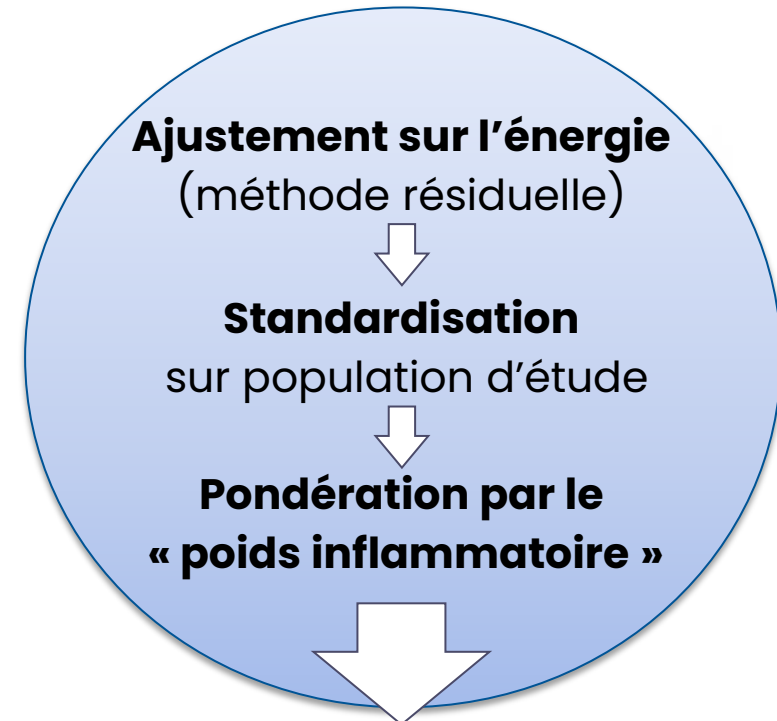 Ajustement sur l’énergie
(méthode résiduelle)
Standardisation
sur population d’étude
Pondération par le
« poids inflammatoire »